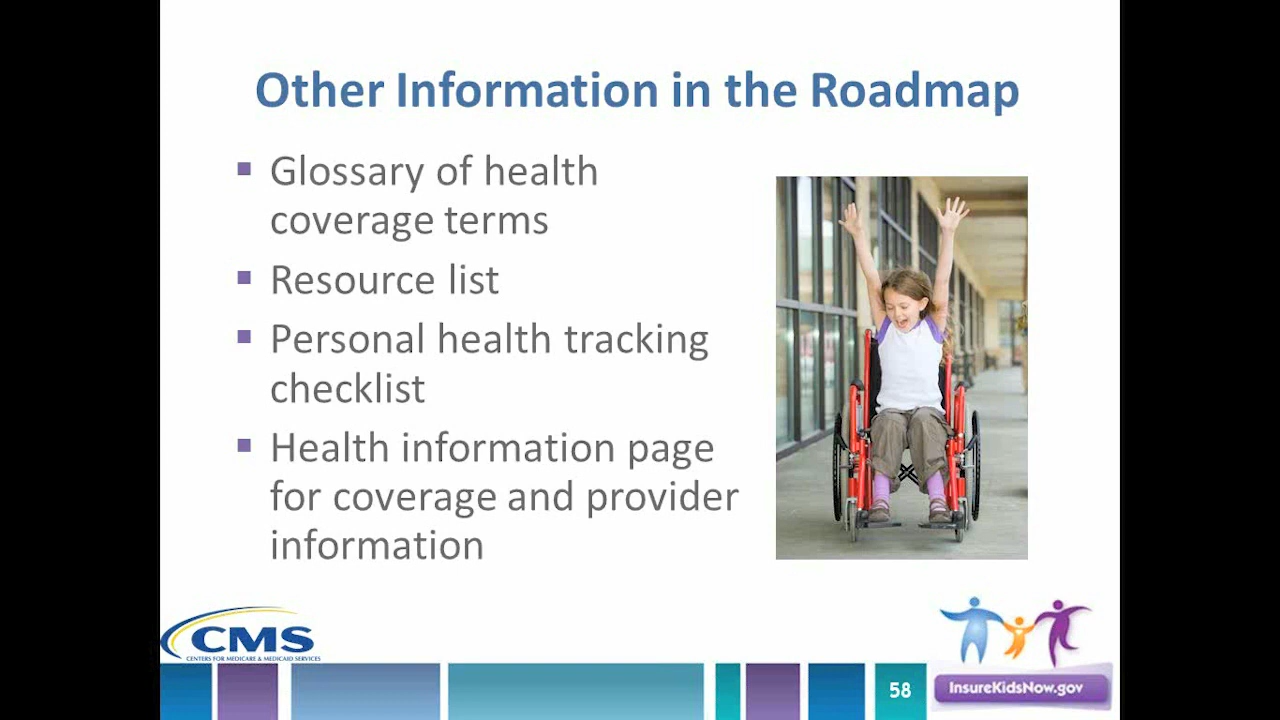 Other Information in the Roadmap
Glossary of health
coverage terms
Resource list
Personal health tracking
checklist
Health information page
for coverage and provider
information
CMS
CENTERS FOR MEDICARE & MEDICAID SERVICES
58
InsureKidsNow.gov